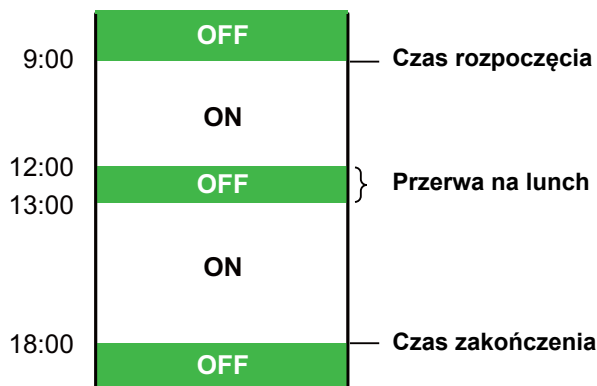 OFF
9:00
Czas rozpoczęcia
ON
12:00
OFF
Przerwa na lunch
13:00
ON
18:00
Czas zakończenia
OFF